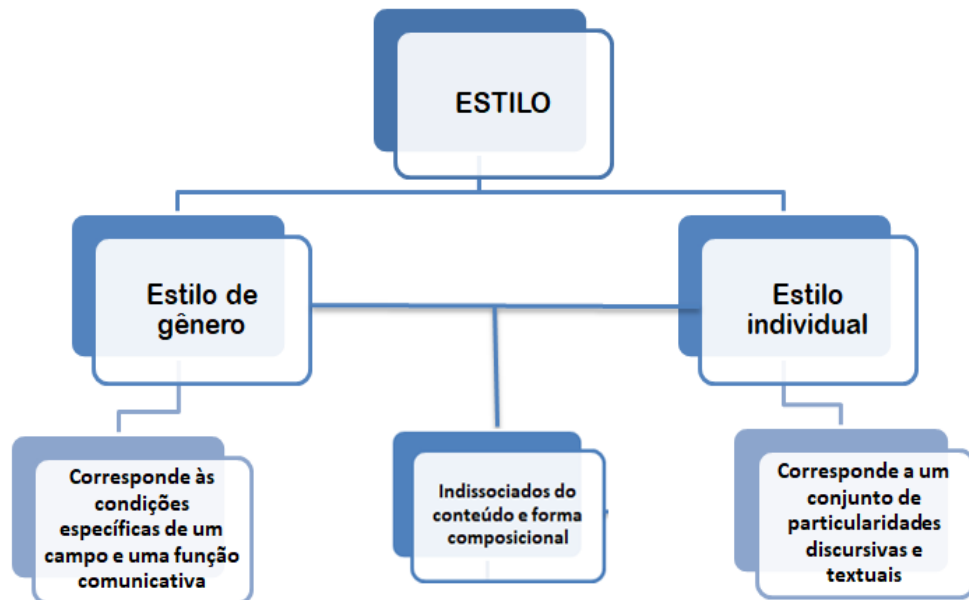 ESTILO
Estilo de
gênero
Estilo
individual
Corresponde às
condições
específicas de um
campo e uma função
comunicativa
Indissociados do
conteúdo e forma
composicional
Corresponde a um
conjunto de
particularidades
discursivas e
textuais